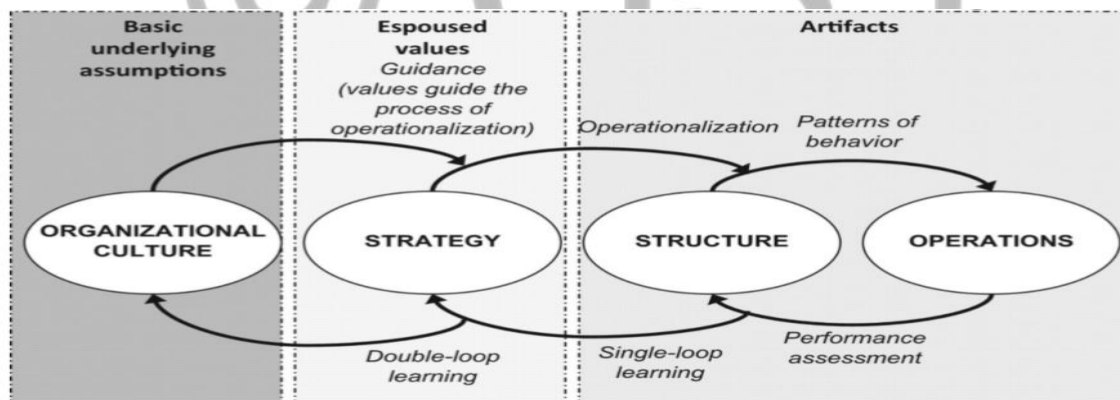 Basic
underlying
assumptions
Espoused
values
Guidance
(values guide the
process of
operationalization)
Artifacts
Operationalization
Patterns of
behavior
ORGANIZATIONAL
CULTURE
STRATEGY
STRUCTURE
OPERATIONS
Double-loop
learning
Single-loop
learning
Performance
assessment